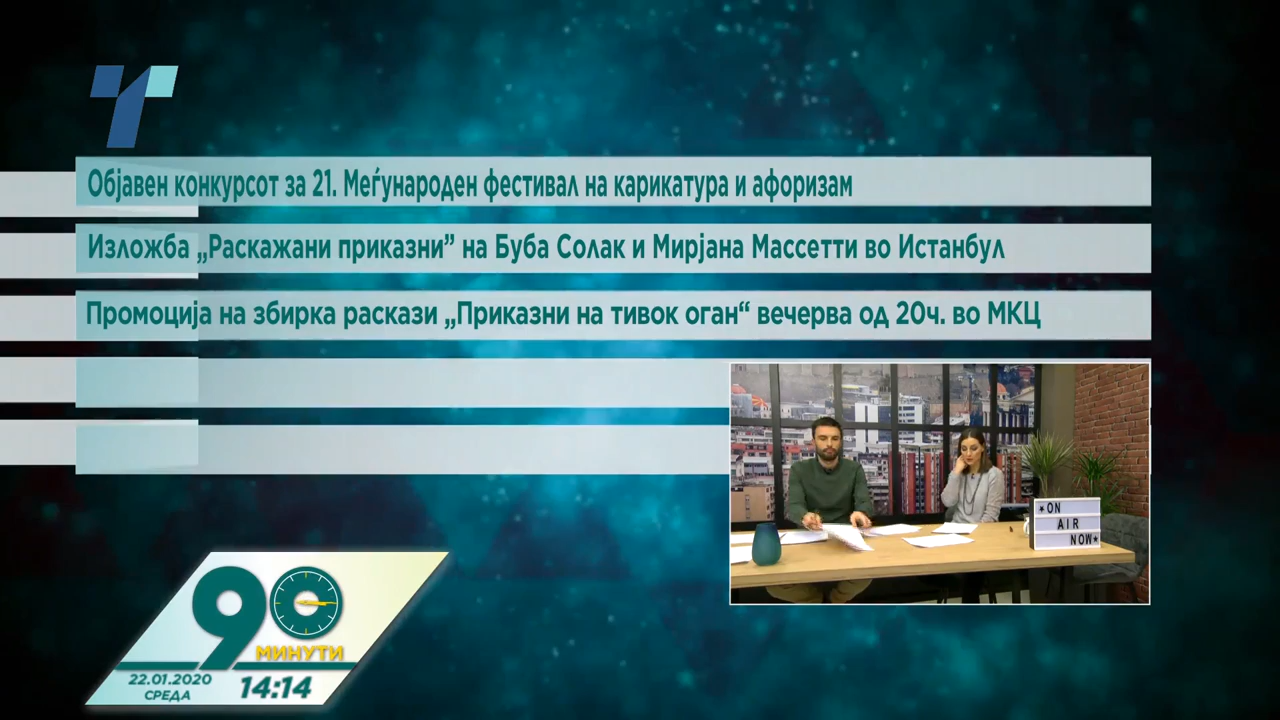 Објавен конкурсот за 21. Меѓународен фестивал на карикатура и афоризам
Изложба „Раскажани приказни” на Буба Солак и Мирјана Массетти во Истанбул
Промоција на збирка раскази „Приказни на тивок оган“ вечерва од 20ч. во МКЦ
★ON
AIR
NOW★
90
МИНУТИ
22.01.2020
СРЕДА
14:14